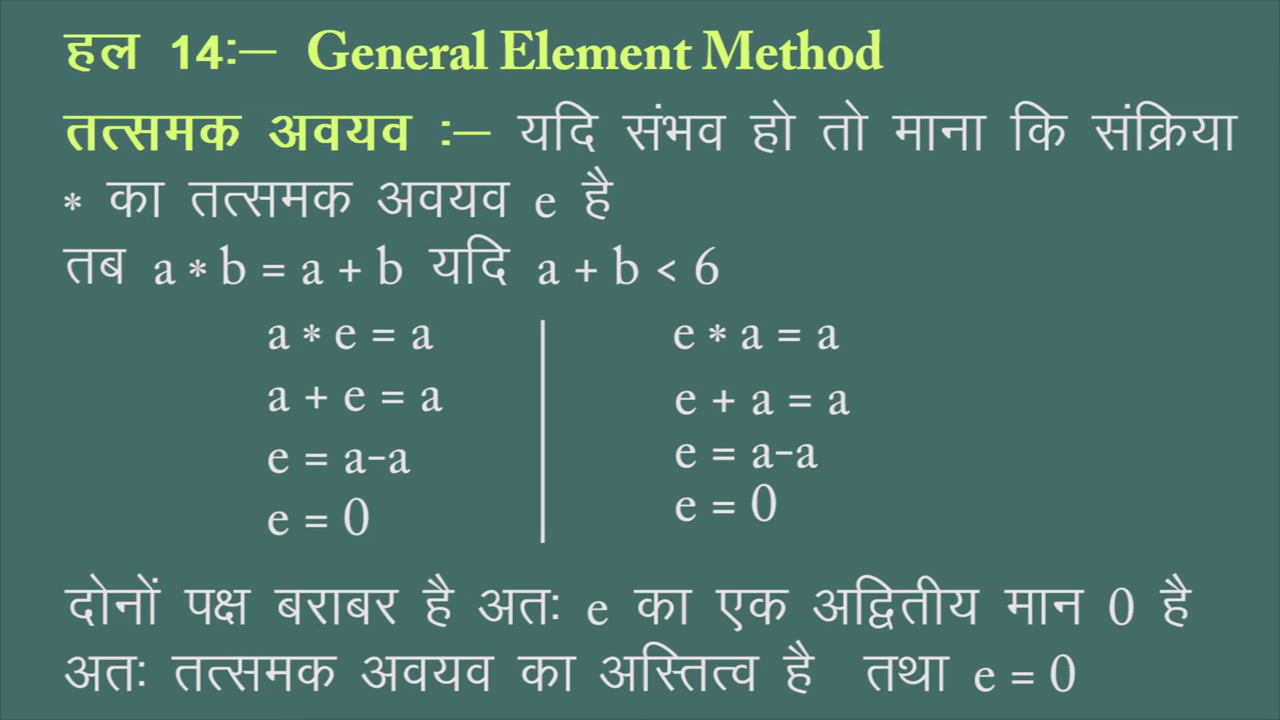 हल 14:– General Element Method
तत्समक अवयव :– यदि संभव हो तो माना कि संक्रिया
* का तत्समक अवयव e है
तब a * b = a + b यदि a + b < 6
a * e = a
a + e = a
e = a-a
e = 0
e * a = a
e + a = a
e = a-a
e = 0
दोनों पक्ष बराबर है अतः e का एक अद्वितीय मान 0 है
अतः तत्समक अवयव का अस्तित्व है तथा e = 0